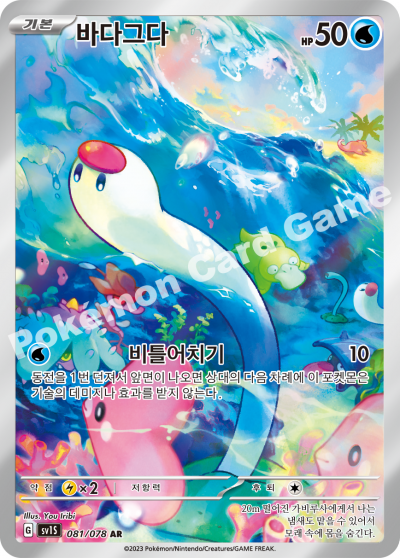 기본 바다그다 HP 50
Pokémon Card Game
비틀어치기 10
동전을 1번 던져서 앞면이 나오면 상대의 다음 차례에 이 포켓몬은
기술의 데미지나 효과를 받지 않는다.
약점 ×2 저항력 후퇴
Illus. You Iribi
G sv1S 081/078 AR
20m 떨어진 가비부사에게서 나는
냄새도 맡을 수 있어서
모래 속에 몸을 숨긴다.
©2023 Pokémon/Nintendo/Creatures/GAME FREAK.